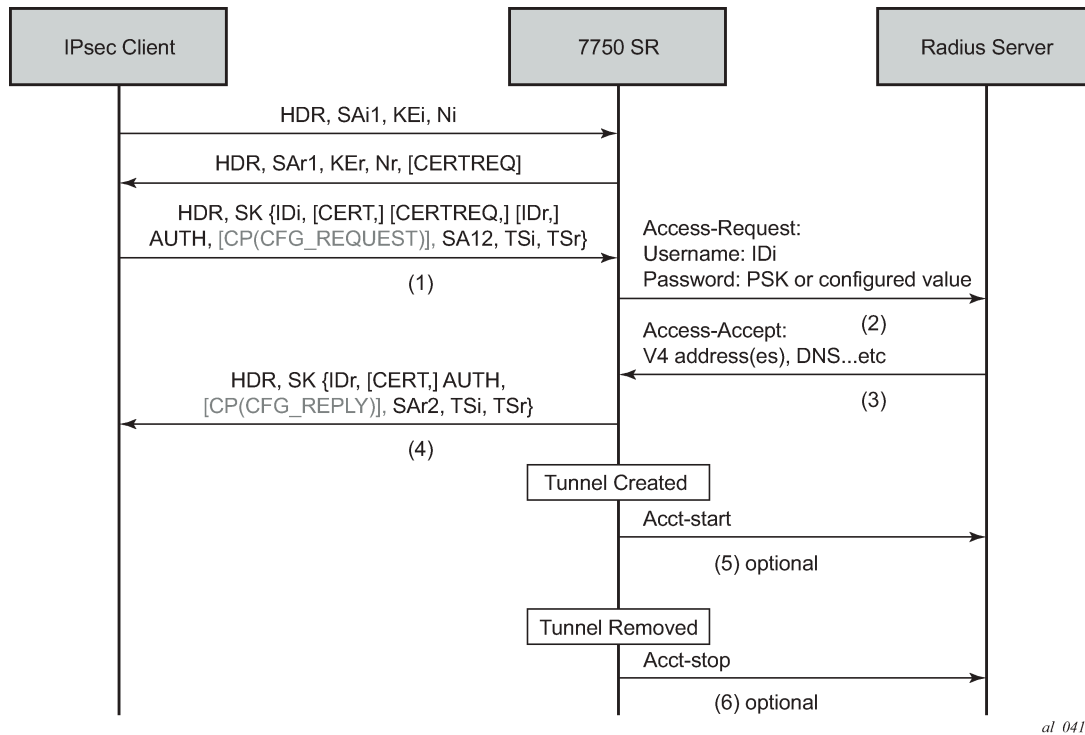 IPsec Client
7750 SR
Radius Server
HDR, SAi1, KEi, Ni
HDR, SAr1, KEr, Nr, [CERTREQ]
HDR, SK {IDi, [CERT,] [CERTREQ,] [IDr,]
AUTH, [CP(CFG_REQUEST)], SA12, TSi, TSr}
(1)
Access-Request:
Username: IDi
Password: PSK or configured value
(2)
Access-Accept:
V4 address(es), DNS...etc
(3)
HDR, SK {IDr, [CERT,] AUTH,
[CP(CFG_REPLY)], SAr2, TSi, TSr}
(4)
Tunnel Created
Acct-start
(5) optional
Tunnel Removed
Acct-stop
(6) optional
al_041